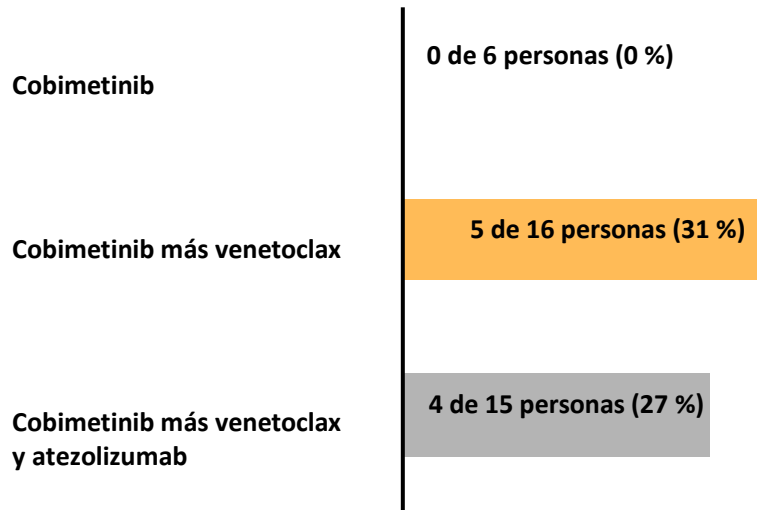 Cobimetinib
0 de 6 personas (0 %)
Cobimetinib más venetoclax
5 de 16 personas (31 %)
Cobimetinib más venetoclax
y atezolizumab
4 de 15 personas (27 %)